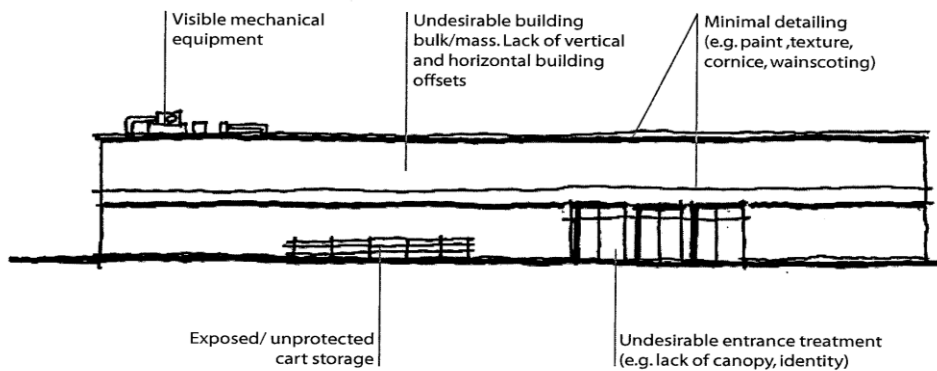 Visible mechanical
equipment
Undesirable building
bulk/mass. Lack of vertical
and horizontal building
offsets
Minimal detailing
(e.g. paint ,texture,
cornice, wainscoting)
Exposed/ unprotected
cart storage
Undesirable entrance treatment
(e.g. lack of canopy, identity)